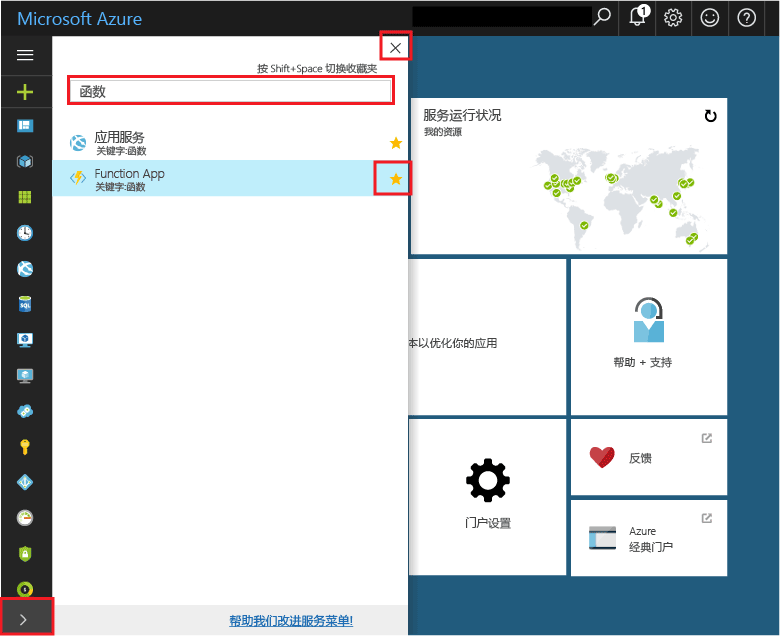 Microsoft Azure
1
按 Shift+Space 切换收藏夹
函数
应用服务
关键字:函数
Function App
关键字:函数
服务运行状况
我的资源
本以优化你的应用
帮助 + 支持
门户设置
反馈
Azure
经典门户
SQL
帮助我们改进服务菜单!